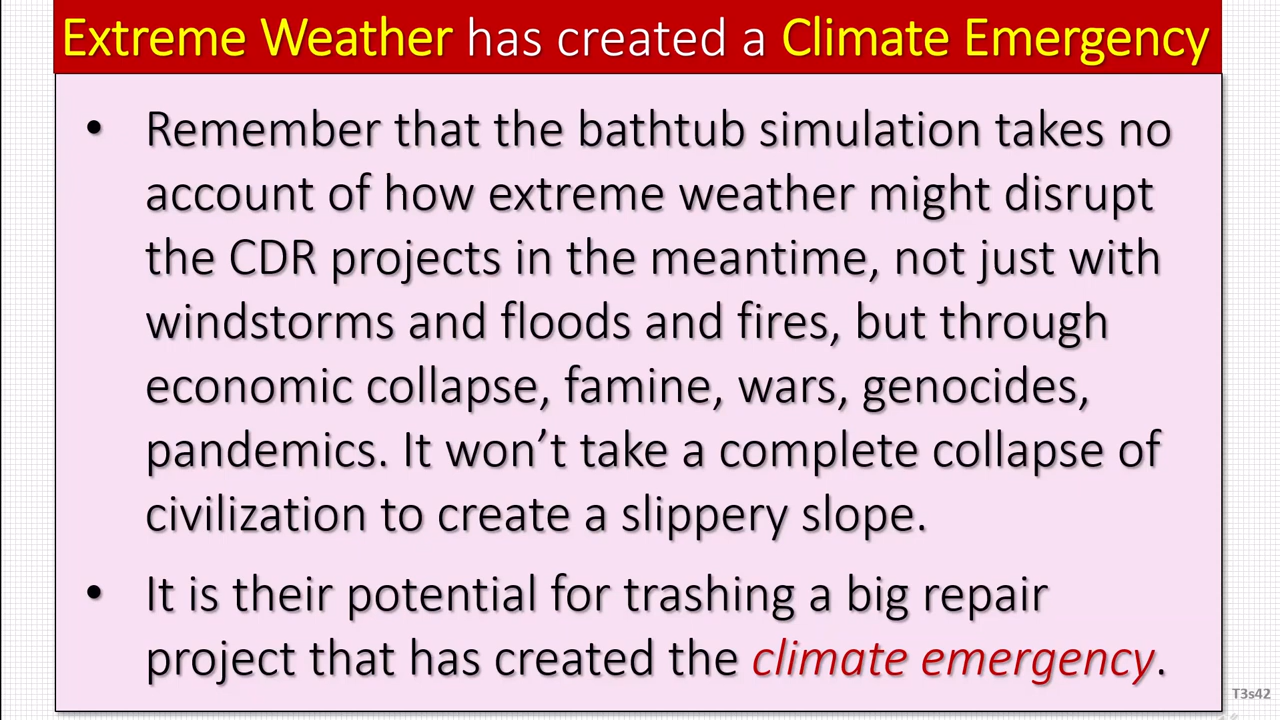 Extreme Weather has created a Climate Emergency
• Remember that the bathtub simulation takes no
account of how extreme weather might disrupt
the CDR projects in the meantime, not just with
windstorms and floods and fires, but through
economic collapse, famine, wars, genocides,
pandemics. It won’t take a complete collapse of
civilization to create a slippery slope.
• It is their potential for trashing a big repair
project that has created the climate emergency.
T3s42